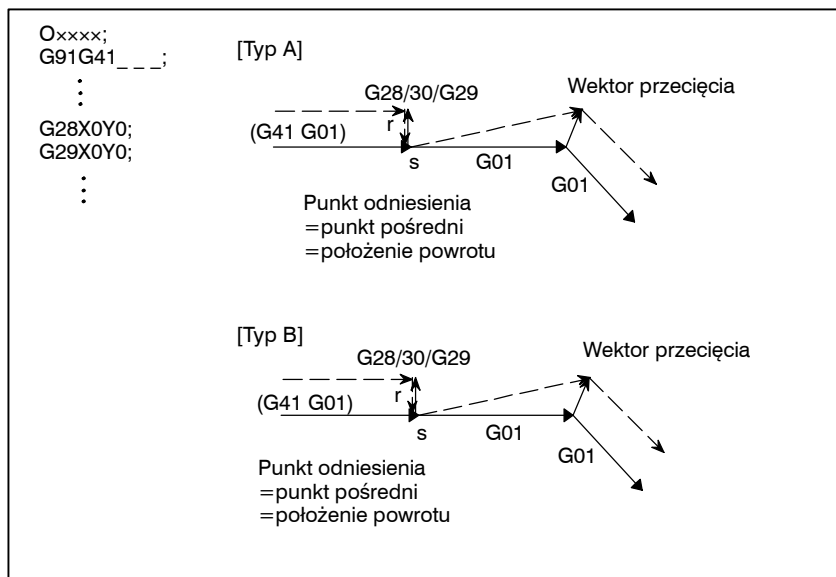 O××××;
G91G41_ _ _;
G28X0Y0;
G29X0Y0;
[Typ A]
G28/30/G29
Wektor przecięcia
r
(G41 G01)
s
G01
G01
Punkt odniesienia
=punkt pośredni
=położenie powrotu
[Typ B]
G28/30/G29
Wektor przecięcia
r
(G41 G01)
s
G01
G01
Punkt odniesienia
=punkt pośredni
=położenie powrotu